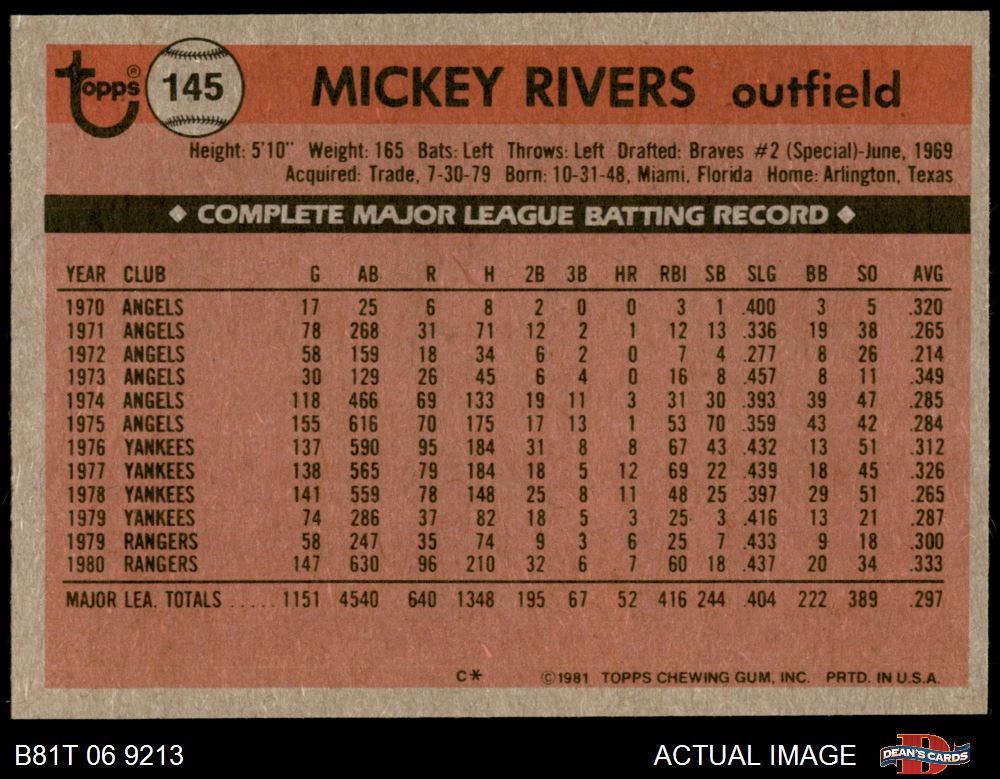 Topps® 145 MICKEY RIVERS outfield
Height: 5'10" Weight: 165 Bats: Left Throws: Left Drafted: Braves #2 (Special)-June, 1969
Acquired: Trade, 7-30-79 Born: 10-31-48, Miami, Florida Home: Arlington, Texas
◆ COMPLETE MAJOR LEAGUE BATTING RECORD ◆
YEAR CLUB G AB R H 2B 3B HR RBI SB SLG BB SO AVG
1970 ANGELS 17 25 6 8 2 0 0 3 1 .400 3 5 .320
1971 ANGELS 78 268 31 71 12 2 1 12 13 .336 19 38 .265
1972 ANGELS 58 159 18 34 6 2 0 7 4 .277 8 26 .214
1973 ANGELS 30 129 26 45 6 4 0 16 8 .457 8 11 .349
1974 ANGELS 118 466 69 133 19 11 3 31 30 .393 39 47 .285
1975 ANGELS 155 616 70 175 17 13 1 53 70 .359 43 42 .284
1976 YANKEES 137 590 95 184 31 8 8 67 43 .432 13 51 .312
1977 YANKEES 138 565 79 184 18 5 12 69 22 .439 18 45 .326
1978 YANKEES 141 559 78 148 25 8 11 48 25 .397 29 51 .265
1979 YANKEES 74 286 37 82 18 5 3 25 3 .416 13 21 .287
1979 RANGERS 58 247 35 74 9 3 6 25 7 .433 9 18 .300
1980 RANGERS 147 630 96 210 32 6 7 60 18 .437 20 34 .333
MAJOR LEA. TOTALS ..... 1151 4540 640 1348 195 67 52 416 244 .404 222 389 .297
C* ©1981 TOPPS CHEWING GUM, INC. PRTD. IN U.S.A.
B81T 06 9213 ACTUAL IMAGE DEAN'S CARDS